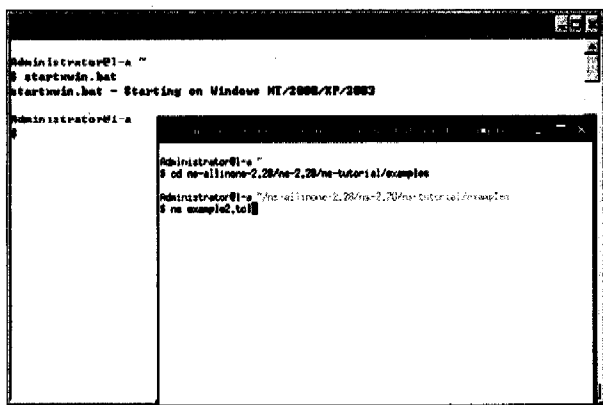 Administrator@l-a ~
$ startxwin.bat
startxwin.bat - Starting on Windows NT/2000/XP/2003
Administrator@l-a
$
Administrator@l-a ~
$ cd ns-allinone-2.28/ns-2.28/ns-tutorial/examples
Administrator@l-a ~/ns-allinone-2.28/ns-2.28/ns-tutorial/examples
$ ns example2.tcl